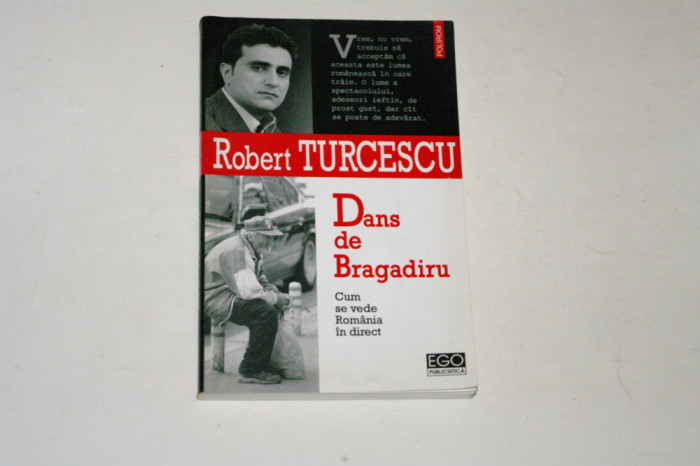 POLIROM
Vrem, nu vrem,
trebuie să
acceptăm că
aceasta este lumea
românească în care
trăim. O lume a
spectacolului,
adeseori ieftin, de
prost gust, dar cît
se poate de adevărat.
Robert TURCESCU
Dans
de
Bragadiru
Cum
se vede
România
în direct
EGO
PUBLICISTICĂ